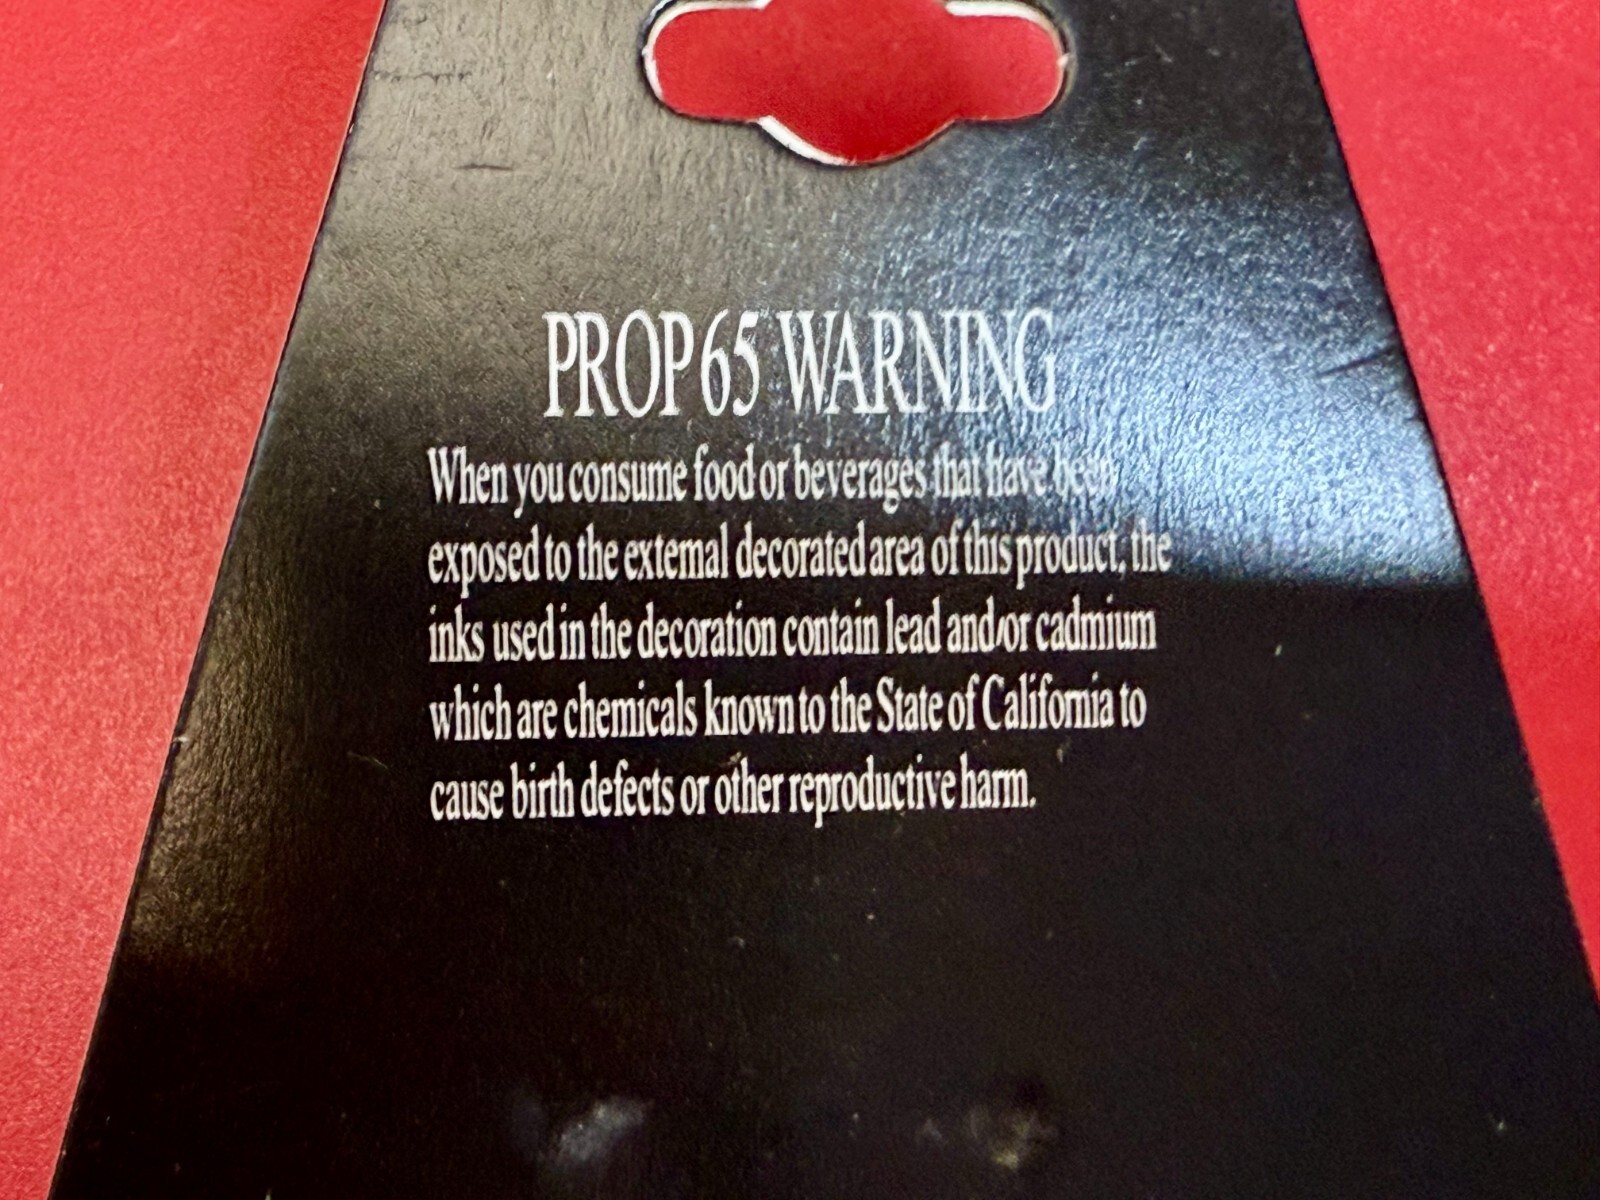 PROP 65 WARNING
When you consume food or beverages that have been
exposed to the external decorated area of this product, the
inks used in the decoration contain lead and/or cadmium
which are chemicals known to the State of California to
cause birth defects or other reproductive harm.